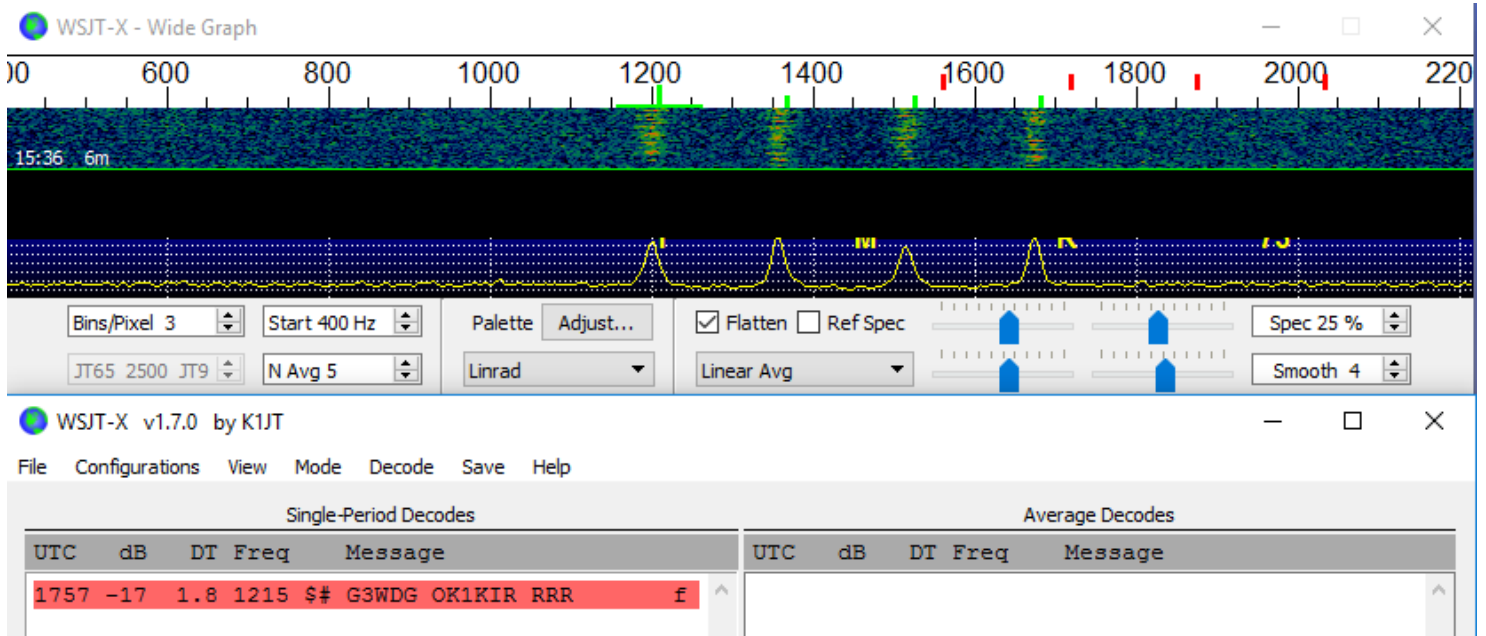 WSJT-X - Wide Graph
00 600 800 1000 1200 1400 1600 1800 2000 220
15:36 6m
T M R 73
Bins/Pixel 3 Start 400 Hz Palette Adjust... Flatten Ref Spec Spec 25 %
JT65 2500 JT9 N Avg 5 Linrad Linear Avg Smooth 4
WSJT-X v1.7.0 by K1JT
File Configurations View Mode Decode Save Help
Single-Period Decodes Average Decodes
UTC dB DT Freq Message UTC dB DT Freq Message
1757 -17 1.8 1215 $# G3WDG OK1KIR RRR f